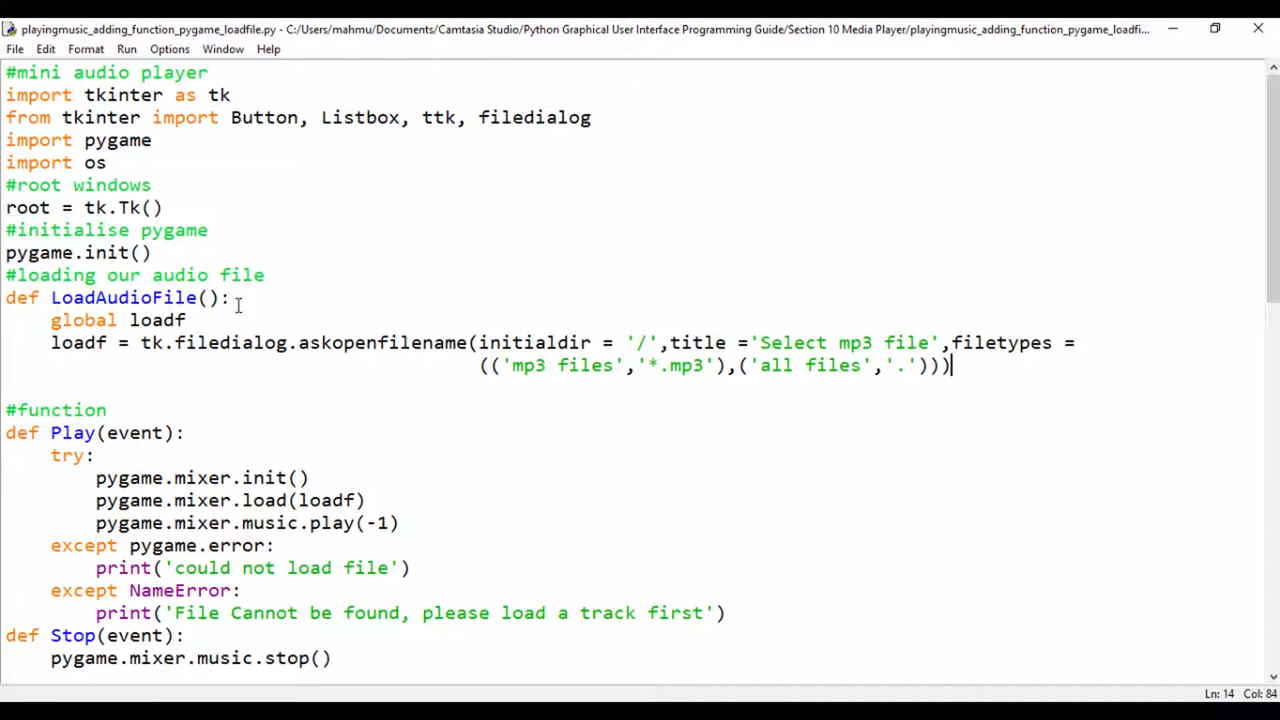 playingmusic_adding_function_pygame_loadfile.py - C:/Users/mahmu/Documents/Camtasia Studio/Python Graphical User Interface Programming Guide/Section 10 Media Player/playingmusic_adding_function_pygame_loadfi...
File Edit Format Run Options Window Help
#mini audio player
import tkinter as tk
from tkinter import Button, Listbox, ttk, filedialog
import pygame
import os
#root windows
root = tk.Tk()
#initialise pygame
pygame.init()
#loading our audio file
def LoadAudioFile():
    global loadf
    loadf = tk.filedialog.askopenfilename(initialdir = '/',title ='Select mp3 file',filetypes =
                                          (('mp3 files','*.mp3'),('all files','.')))
#function
def Play(event):
    try:
        pygame.mixer.init()
        pygame.mixer.load(loadf)
        pygame.mixer.music.play(-1)
    except pygame.error:
        print('could not load file')
    except NameError:
        print('File Cannot be found, please load a track first')
def Stop(event):
    pygame.mixer.music.stop()
Ln: 14 Col: 84